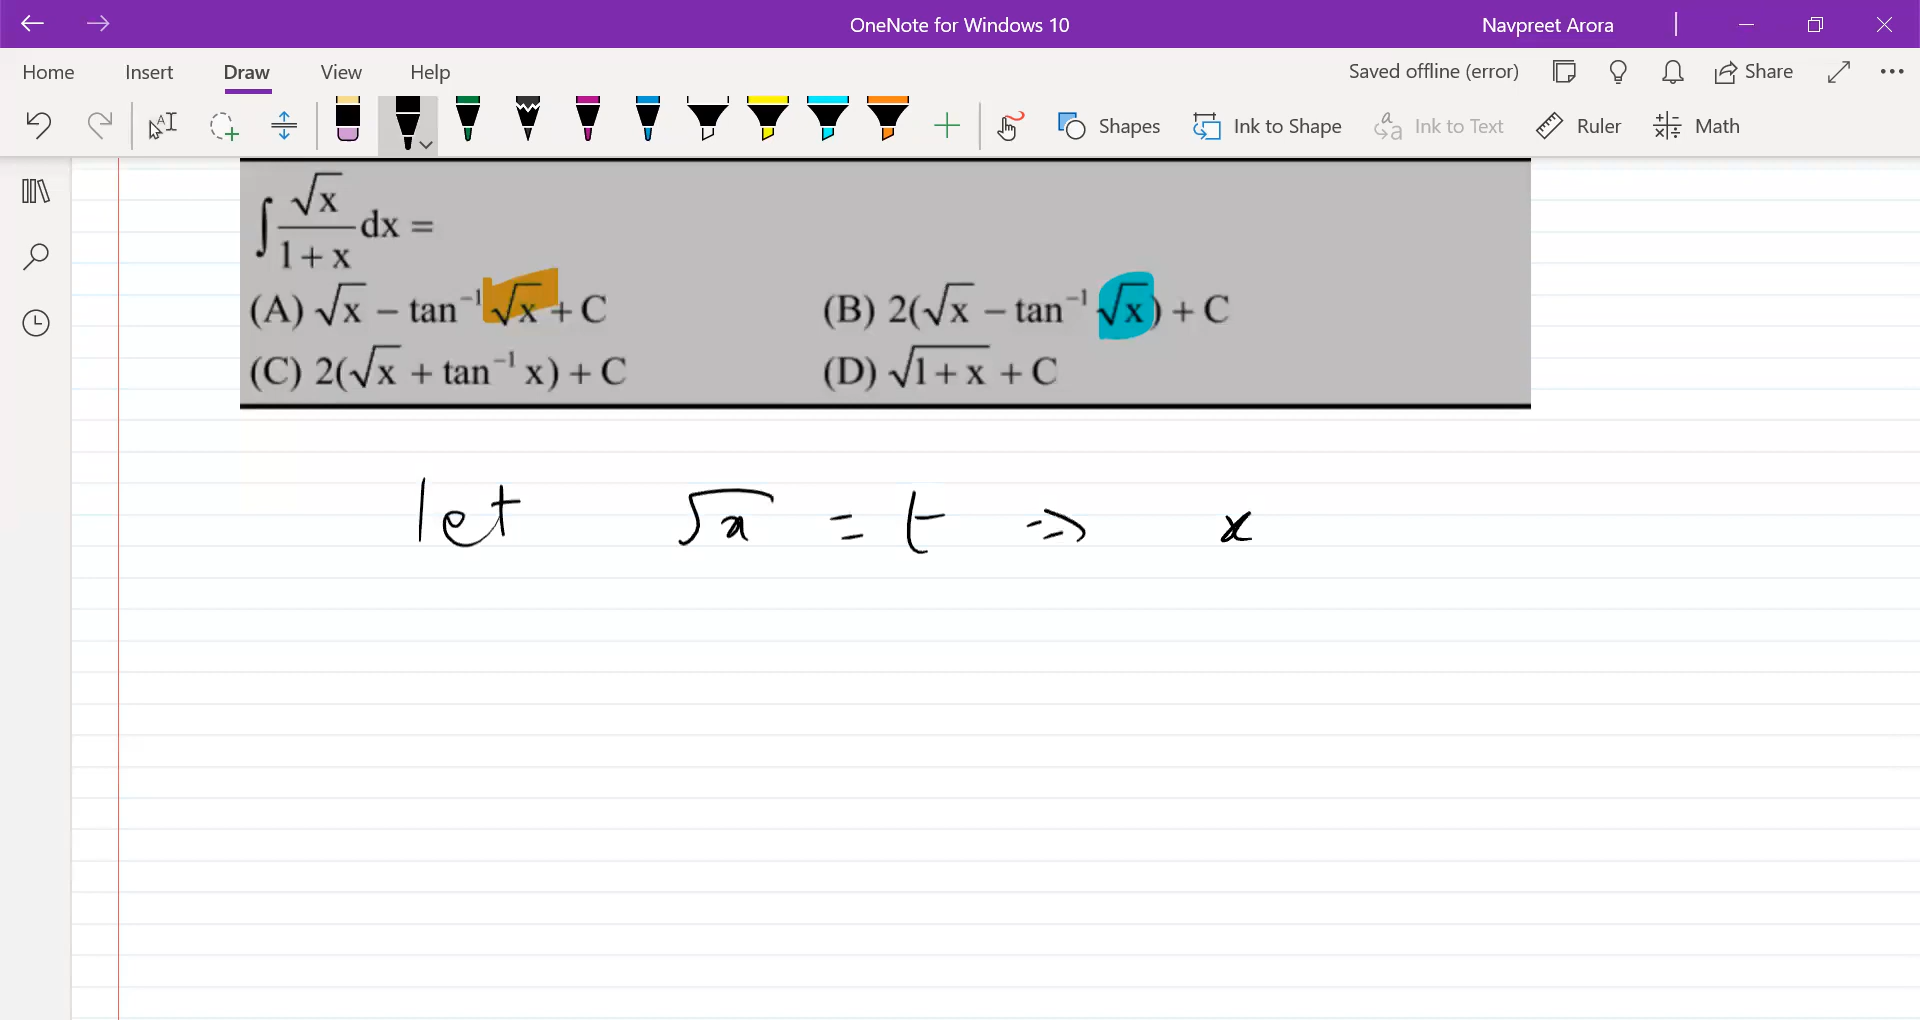 OneNote for Windows 10
Navpreet Arora
Home Insert Draw View Help
Saved offline (error) Share
Shapes Ink to Shape Ink to Text Ruler Math
∫ √x / (1 + x) dx =
(A) √x − tan⁻¹ √x + C
(B) 2(√x − tan⁻¹ √x) + C
(C) 2(√x + tan⁻¹ x) + C
(D) √(1 + x) + C
let √x = t ⇒ x